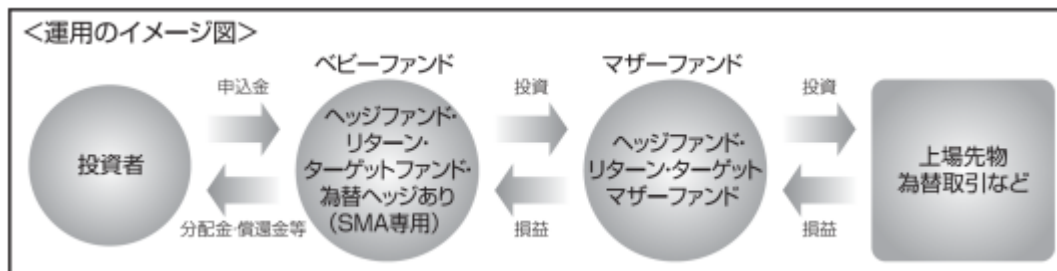 <運用のイメージ図>
ベビーファンド
マザーファンド
申込金
投資
投資
投資者
ヘッジファンド・
リターン・
ターゲットファンド・
為替ヘッジあり
(SMA専用)
ヘッジファンド・
リターン・ターゲット
マザーファンド
上場先物
為替取引など
分配金・償還金等
損益
損益